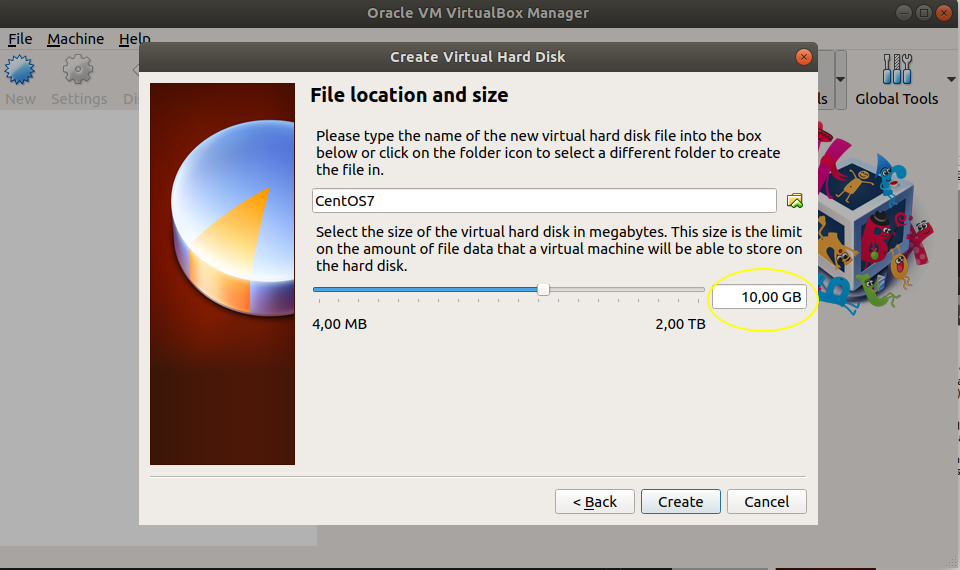 Oracle VM VirtualBox Manager
File Machine Help
Create Virtual Hard Disk
New Settings
ls Global Tools
File location and size
Please type the name of the new virtual hard disk file into the box
below or click on the folder icon to select a different folder to create
the file in.
CentOS7
Select the size of the virtual hard disk in megabytes. This size is the limit
on the amount of file data that a virtual machine will be able to store on
the hard disk.
10,00 GB
4,00 MB 2,00 TB
< Back Create Cancel